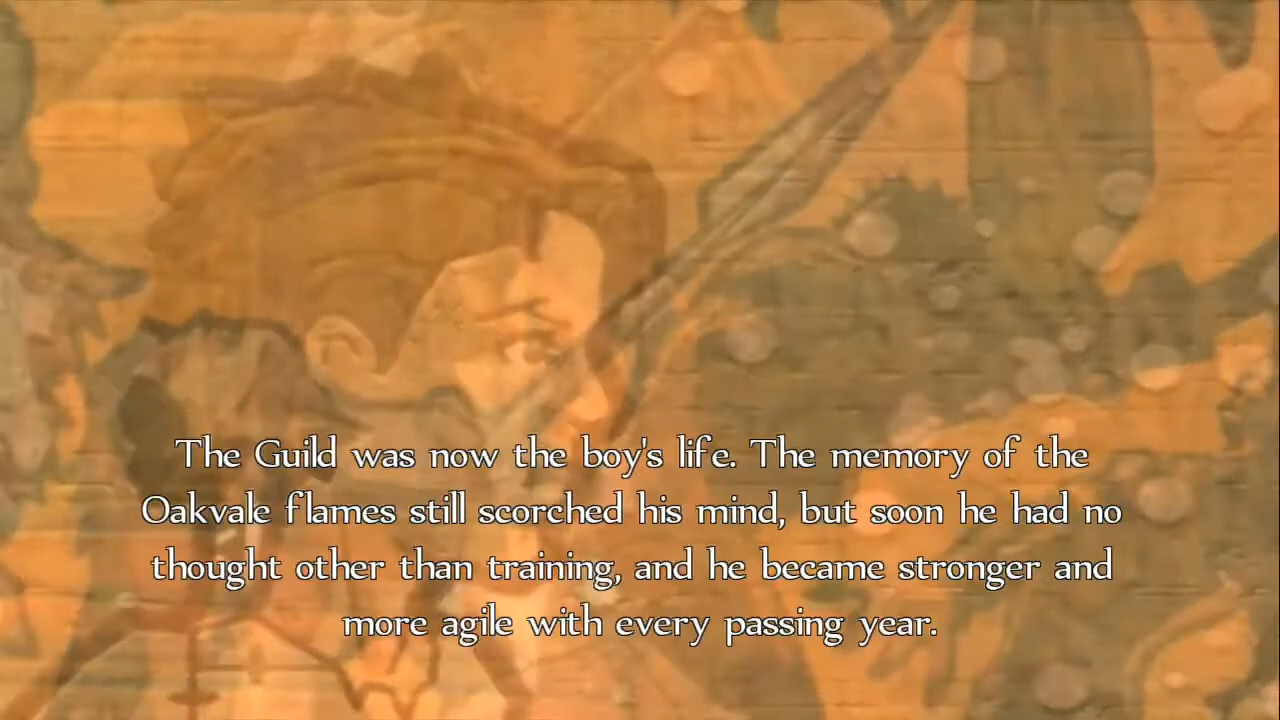 The Guild was now the boy's life. The memory of the
Oakvale flames still scorched his mind, but soon he had no
thought other than training, and he became stronger and
more agile with every passing year.